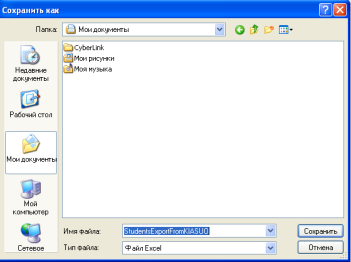 Сохранить как
Папка:
Мои документы
CyberLink
Мои рисунки
Моя музыка
Недавние
документы
Рабочий стол
Мои документы
Мой
компьютер
Сетевое
Имя файла:
StudentsExportFromKIASUO
Сохранить
Тип файла:
Файл Excel
Отмена